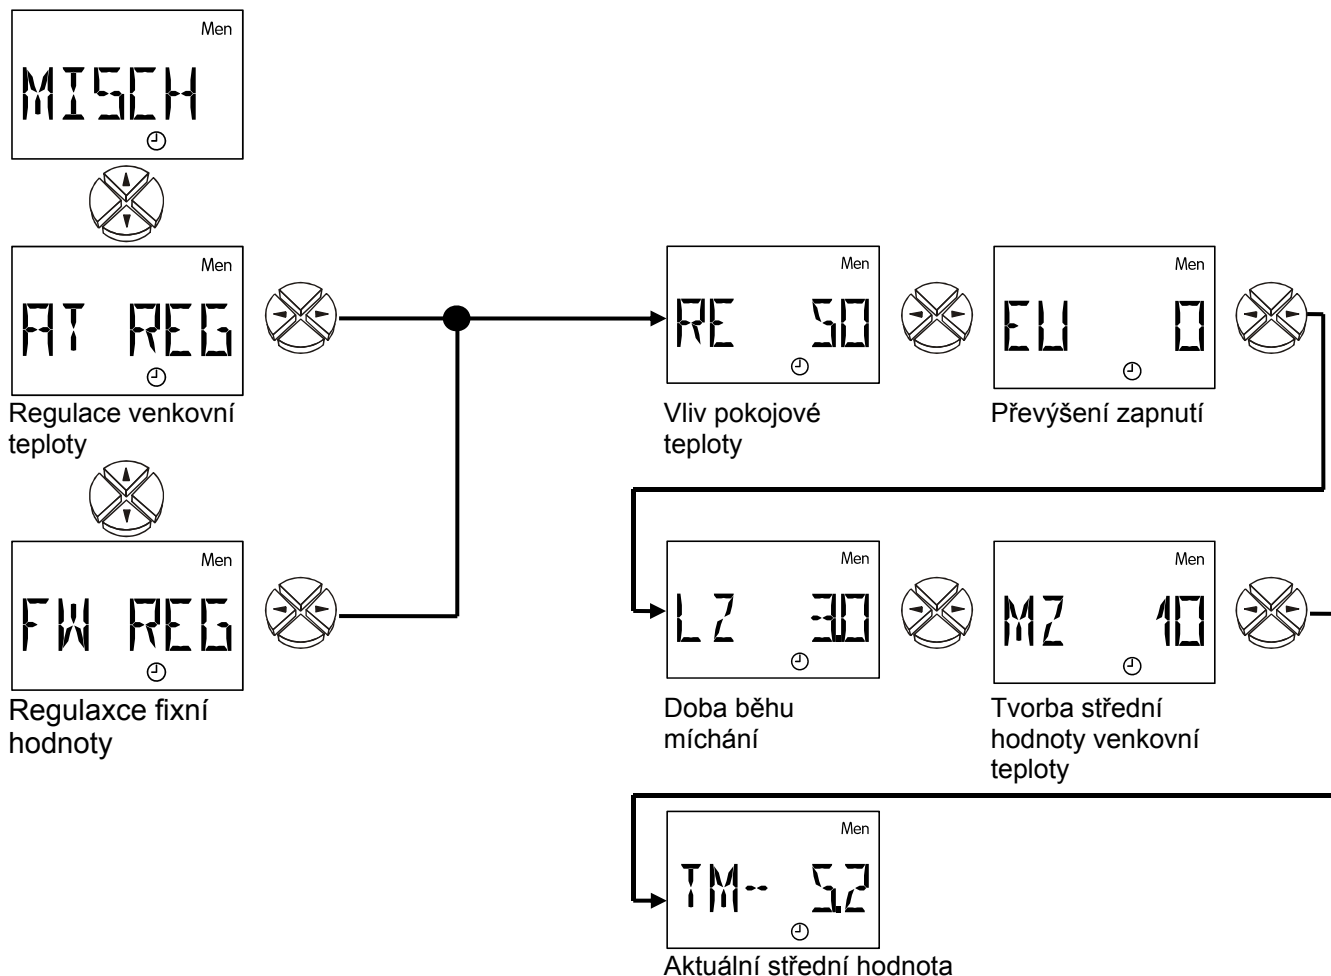 Men
MISCH
Men
AT REG
Regulace venkovní
teploty
Men
FW REG
Regulaxce fixní
hodnoty
Men
RE 50
Vliv pokojové
teploty
Men
EU 0
Převýšení zapnutí
Men
LZ 3.0
Doba běhu
míchání
Men
MZ 10
Tvorba střední
hodnoty venkovní
teploty
Men
TM-- 5.2
Aktuální střední hodnota